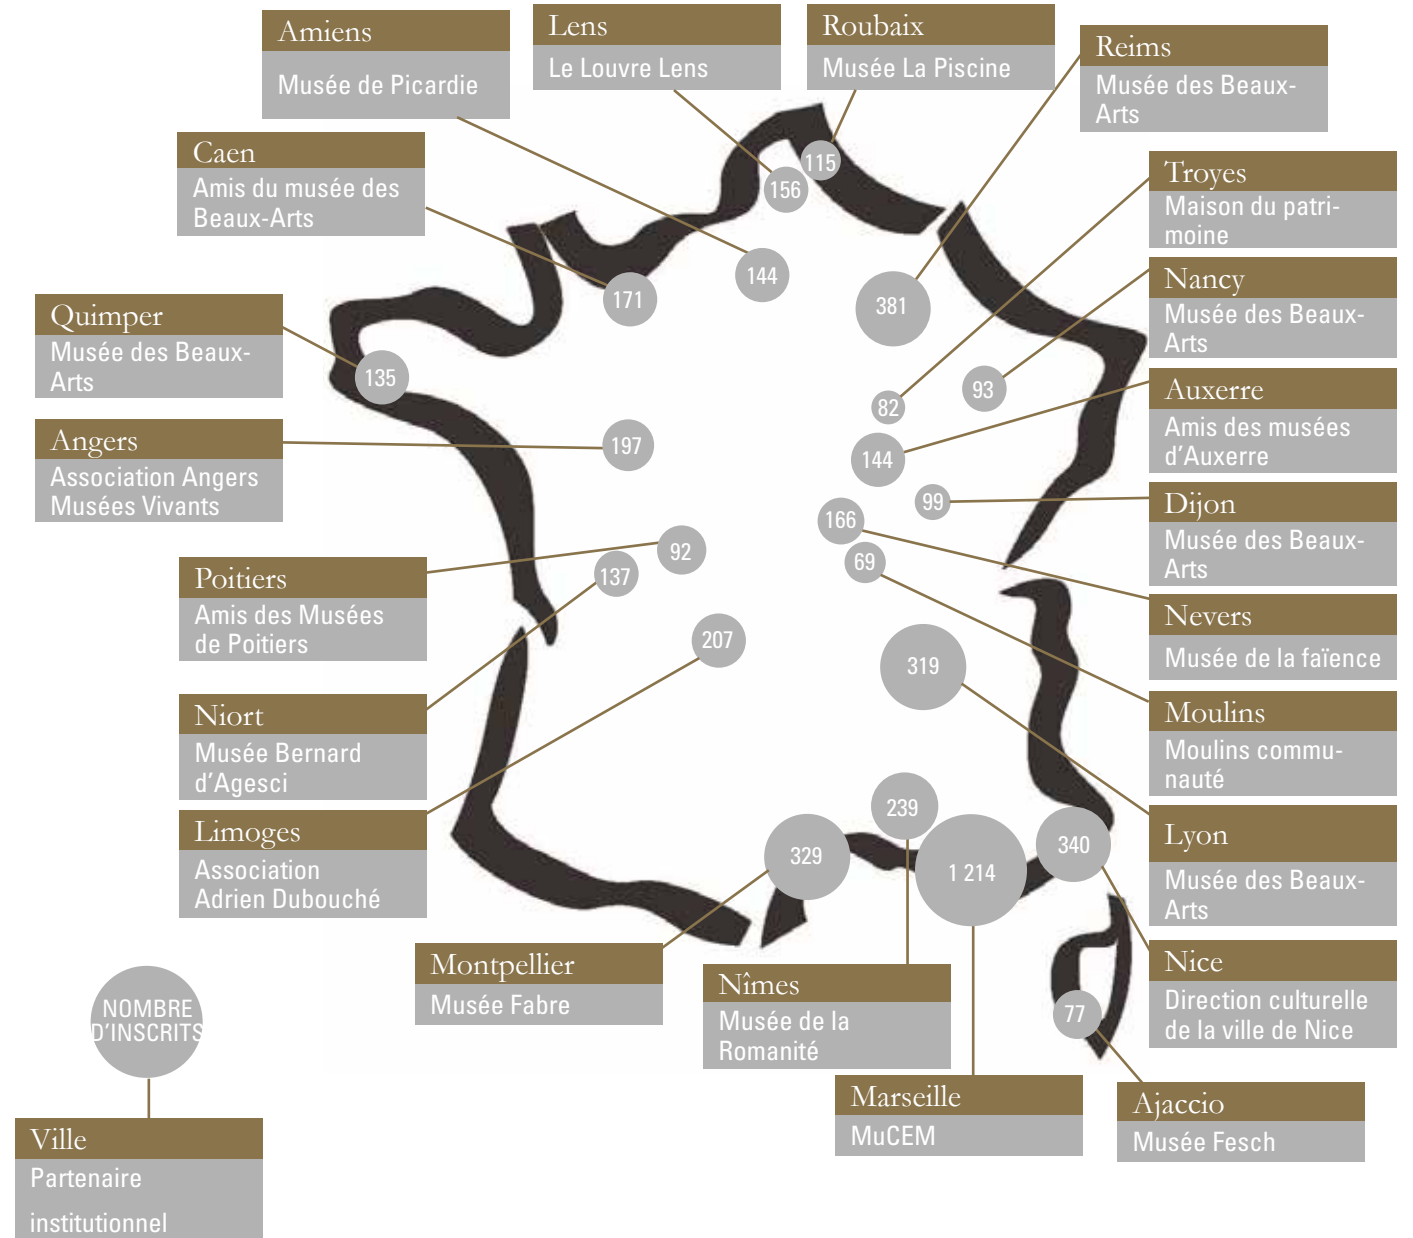 Amiens
Musée de Picardie
Lens
Le Louvre Lens
Roubaix
Musée La Piscine
Reims
Musée des Beaux-
Arts
Caen
Amis du musée des
Beaux-Arts
Troyes
Maison du patri-
moine
Nancy
Musée des Beaux-
Arts
Quimper
Musée des Beaux-
Arts
Auxerre
Amis des musées
d'Auxerre
Angers
Association Angers
Musées Vivants
Dijon
Musée des Beaux-
Arts
Poitiers
Amis des Musées
de Poitiers
Nevers
Musée de la faïence
Niort
Musée Bernard
d'Agesci
Moulins
Moulins commu-
nauté
Limoges
Association
Adrien Dubouché
Lyon
Musée des Beaux-
Arts
Montpellier
Musée Fabre
Nîmes
Musée de la
Romanité
Nice
Direction culturelle
de la ville de Nice
Marseille
MuCEM
Ajaccio
Musée Fesch
115
156
144
171
381
135
82
93
197
144
99
166
92
69
137
207
319
239
329
1 214
340
77
NOMBRE
D'INSCRITS
Ville
Partenaire
institutionnel